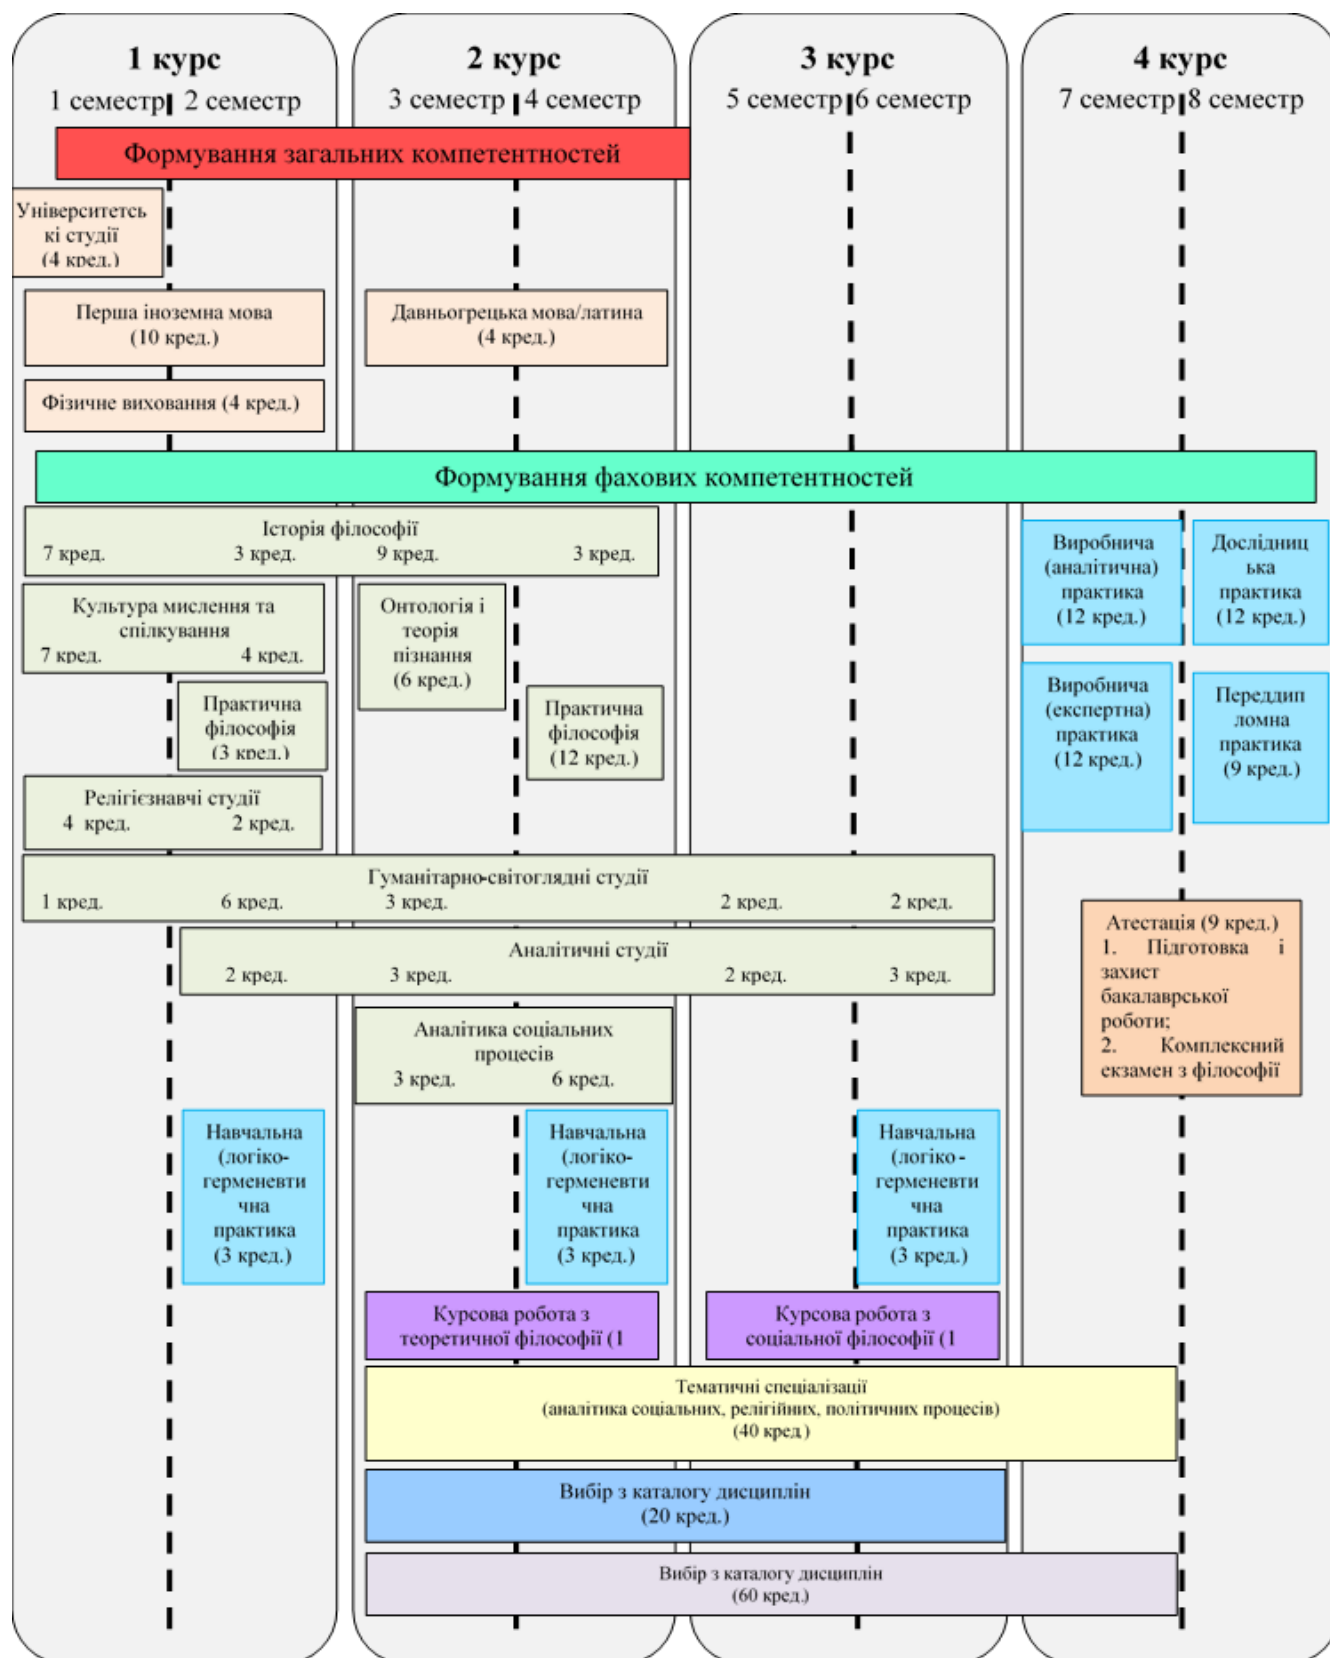 1 курс
2 курс
3 курс
4 курс
1 семестр 2 семестр
3 семестр 4 семестр
5 семестр 6 семестр
7 семестр 8 семестр
Формування загальних компетентностей
Університетсь
кі студії
(4 кред.)
Перша іноземна мова
(10 кред.)
Давньогрецька мова/латина
(4 кред.)
Фізичне виховання (4 кред.)
Формування фахових компетентностей
Історія філософії
7 кред. 3 кред. 9 кред. 3 кред.
Виробнича
(аналітична)
практика
(12 кред.)
Дослідниц
ька
практика
(12 кред.)
Культура мислення та
спілкування
7 кред. 4 кред.
Онтологія і
теорія
пізнання
(6 кред.)
Практична
філософія
(3 кред.)
Практична
філософія
(12 кред.)
Виробнича
(експертна)
практика
(12 кред.)
Переддип
ломна
практика
(9 кред.)
Релігієзнавчі студії
4 кред. 2 кред.
Гуманітарно-світоглядні студії
1 кред. 6 кред. 3 кред. 2 кред. 2 кред.
Аналітичні студії
2 кред. 3 кред. 2 кред. 3 кред.
Атестація (9 кред.)
1. Підготовка і
захист
бакалаврської
роботи;
2. Комплексний
екзамен з філософії
Аналітика соціальних
процесів
3 кред. 6 кред.
Навчальна
(логіко-
герменевти
чна
практика
(3 кред.)
Навчальна
(логіко-
герменевти
чна
практика
(3 кред.)
Навчальна
(логіко-
герменевти
чна
практика
(3 кред.)
Курсова робота з
теоретичної філософії (1
Курсова робота з
соціальної філософії (1
Тематичні спеціалізації
(аналітика соціальних, релігійних, політичних процесів)
(40 кред.)
Вибір з каталогу дисциплін
(20 кред.)
Вибір з каталогу дисциплін
(60 кред.)